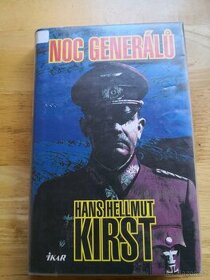 NOC GENERÁLŮ
HANS HELLMUT
KIRST
IKAR